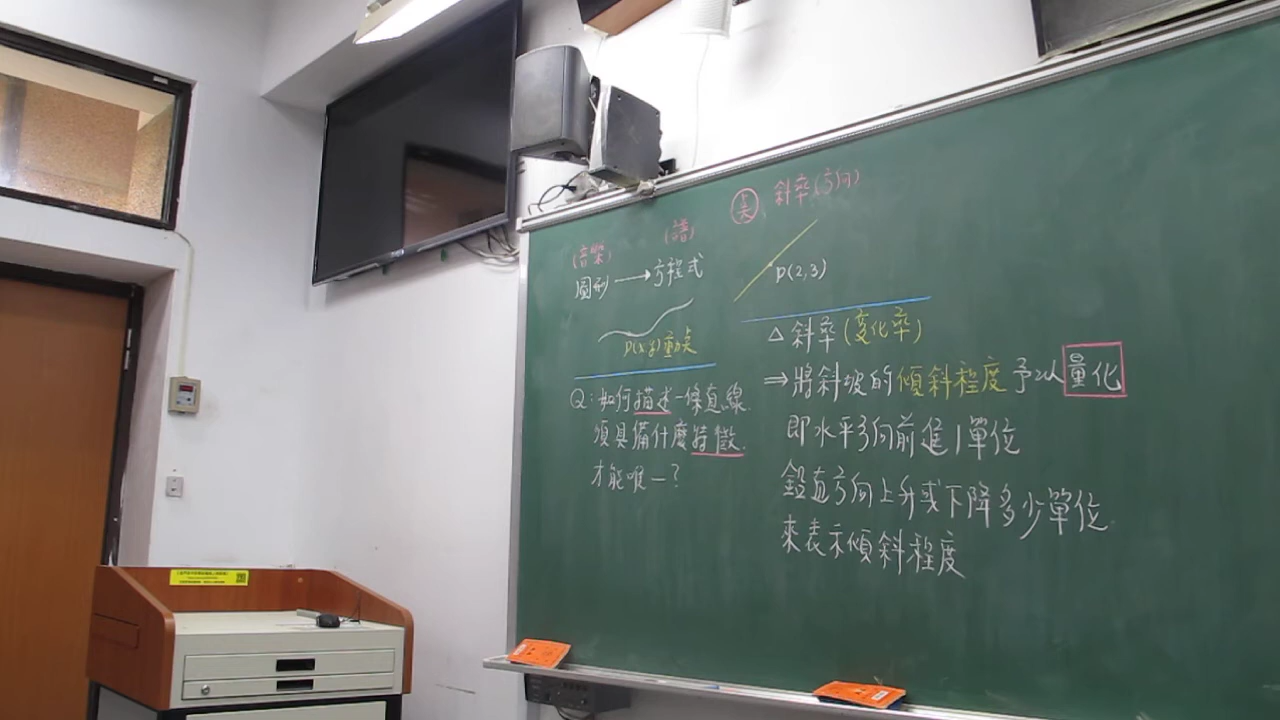 (音樂) (譜)
圖形→方程式
P(x,y)動點
Q:如何描述一條直線
須具備什麼特徵
才能唯一?
點、斜率(方向)
P(2,3)
△斜率(變化率)
⇒將斜坡的傾斜程度予以量化
即水平方向前進1單位
鉛直方向上升或下降多少單位
來表示傾斜程度